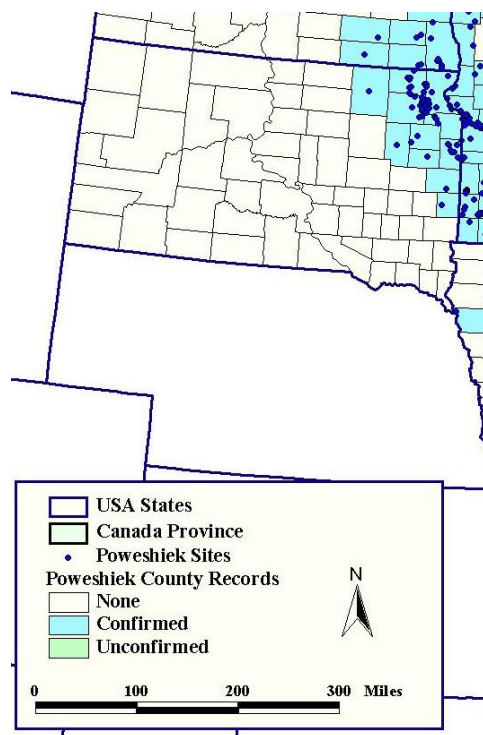 USA States
Canada Province
Poweshiek Sites
Poweshiek County Records
None
Confirmed
Unconfirmed
N
0 100 200 300 Miles